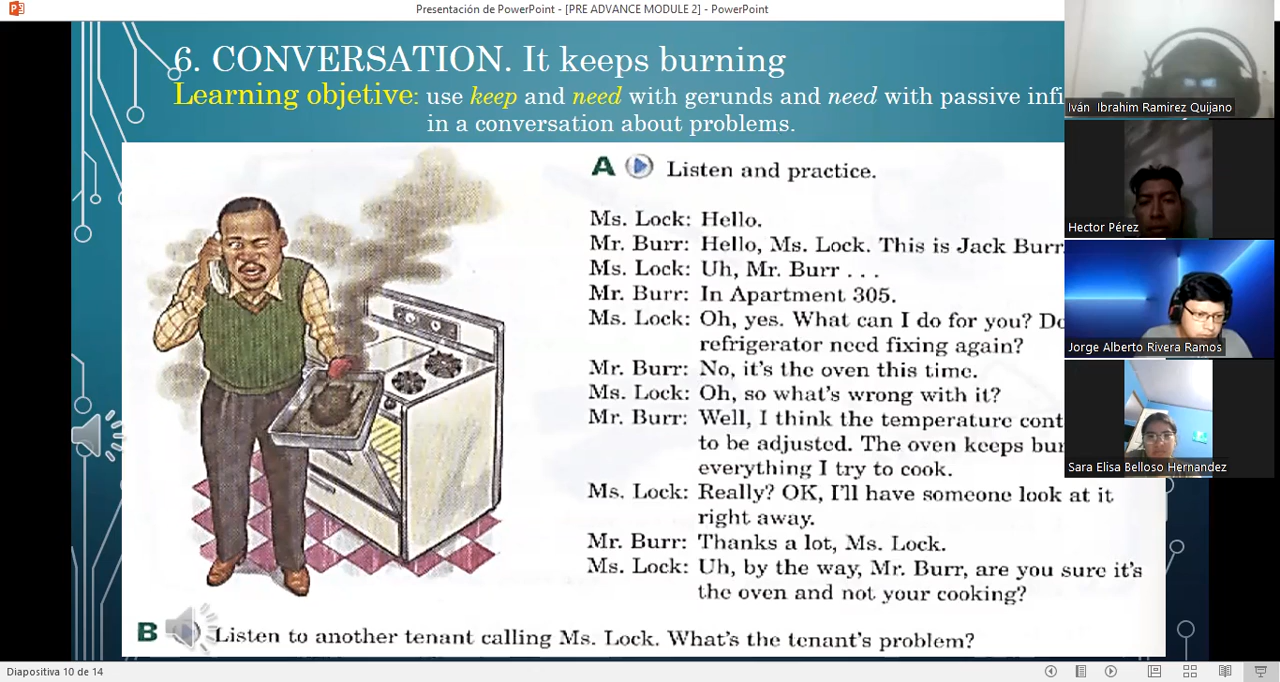 Presentación de PowerPoint - [PRE ADVANCE MODULE 2] - PowerPoint
6. CONVERSATION. It keeps burning
Learning objetive: use keep and need with gerunds and need with passive
in a conversation about problems.
A Listen and practice.
Ms. Lock: Hello.
Mr. Burr: Hello, Ms. Lock. This is Jack Burr
Ms. Lock: Uh, Mr. Burr . . .
Mr. Burr: In Apartment 305.
Ms. Lock: Oh, yes. What can I do for you?
refrigerator need fixing again?
Mr. Burr: No, it's the oven this time.
Ms. Lock: Oh, so what's wrong with it?
Mr. Burr: Well, I think the temperature
to be adjusted. The oven keeps
everything I try to cook.
Ms. Lock: Really? OK, I'll have someone look at it
right away.
Mr. Burr: Thanks a lot, Ms. Lock.
Ms. Lock: Uh, by the way, Mr. Burr, are you sure it's
the oven and not your cooking?
B Listen to another tenant calling Ms. Lock. What's the tenant's problem?
Iván Ibrahim Ramirez Quijano
Hector Pérez
Jorge Alberto Rivera Ramos
Sara Elisa Belloso Hernandez
Diapositiva 10 de 14